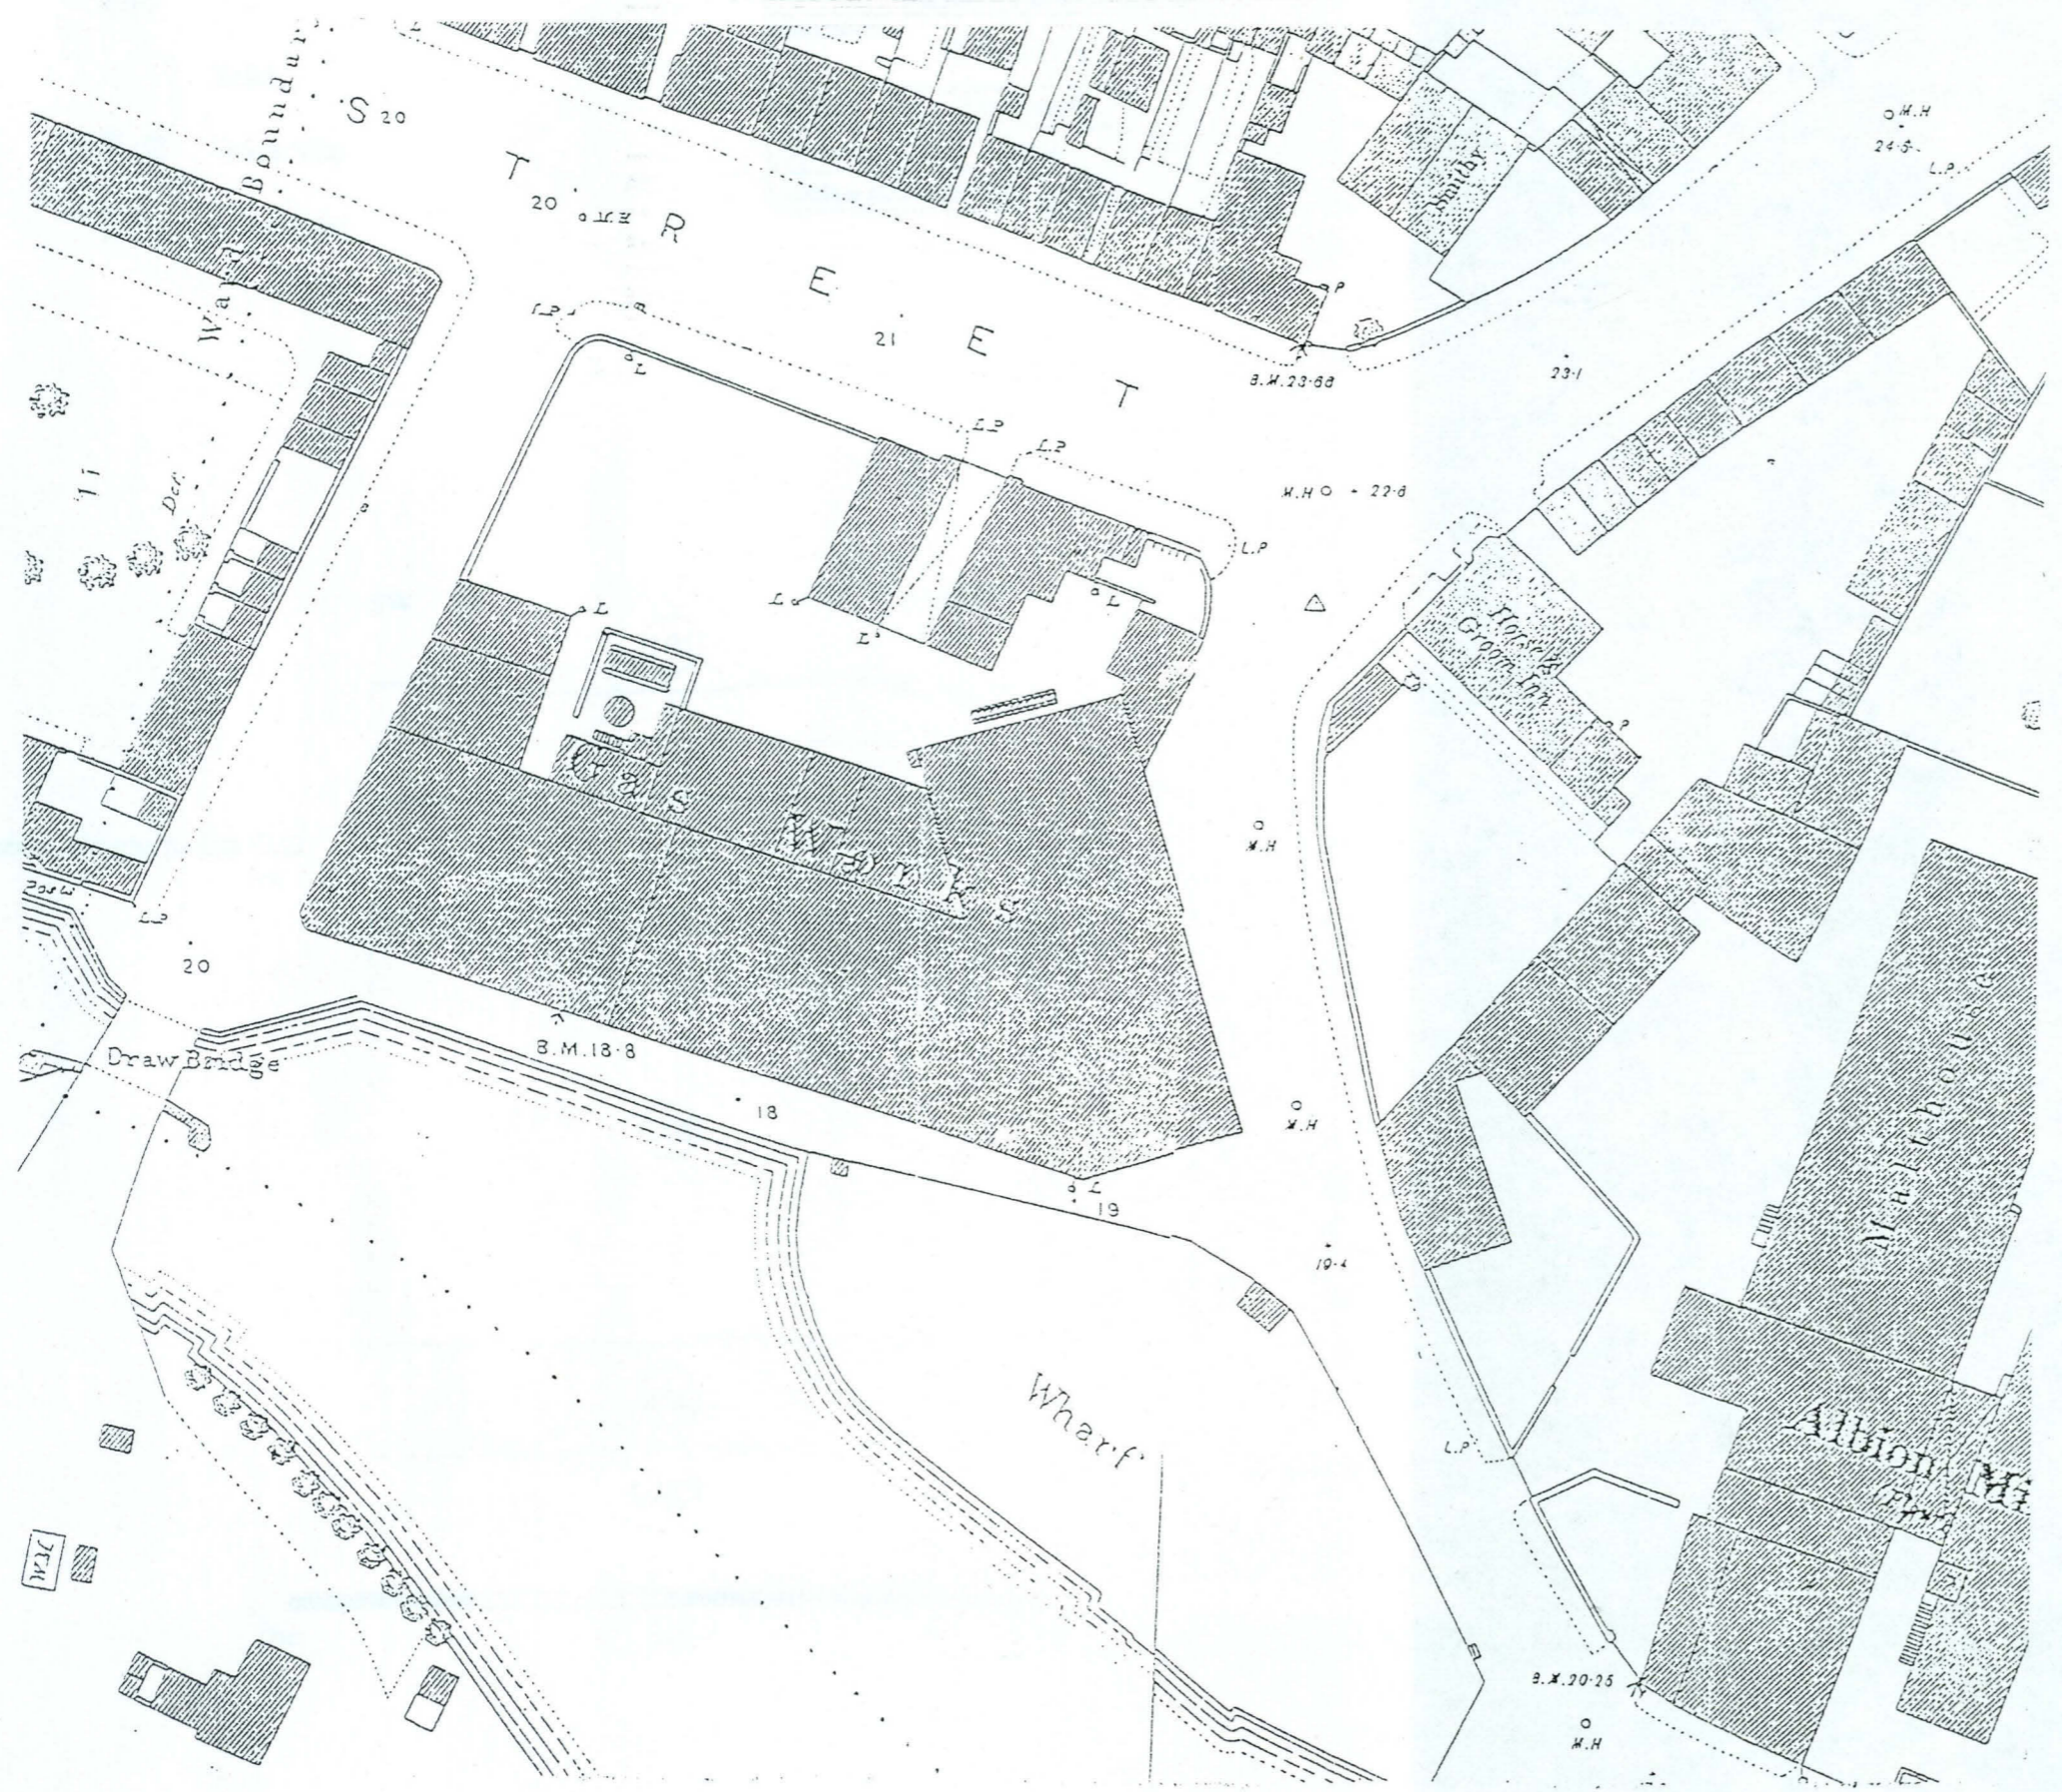 Boundary
S 20
T
20
R
E
21
E
T
Ward
M.H
24·5
L.P.
Smithy
P
B.M.23·68
23·1
L
L.P
L.P
M.H
22·8
L.P
L
L
L
L
Horse &
Groom Inn
P
Gas Works
M.H
Malthouse
L.P
20
Draw Bridge
B.M.18·8
18
M.H
L
19
19·4
Wharf
L.P
Albion Mi
B.M.20·25
M.H